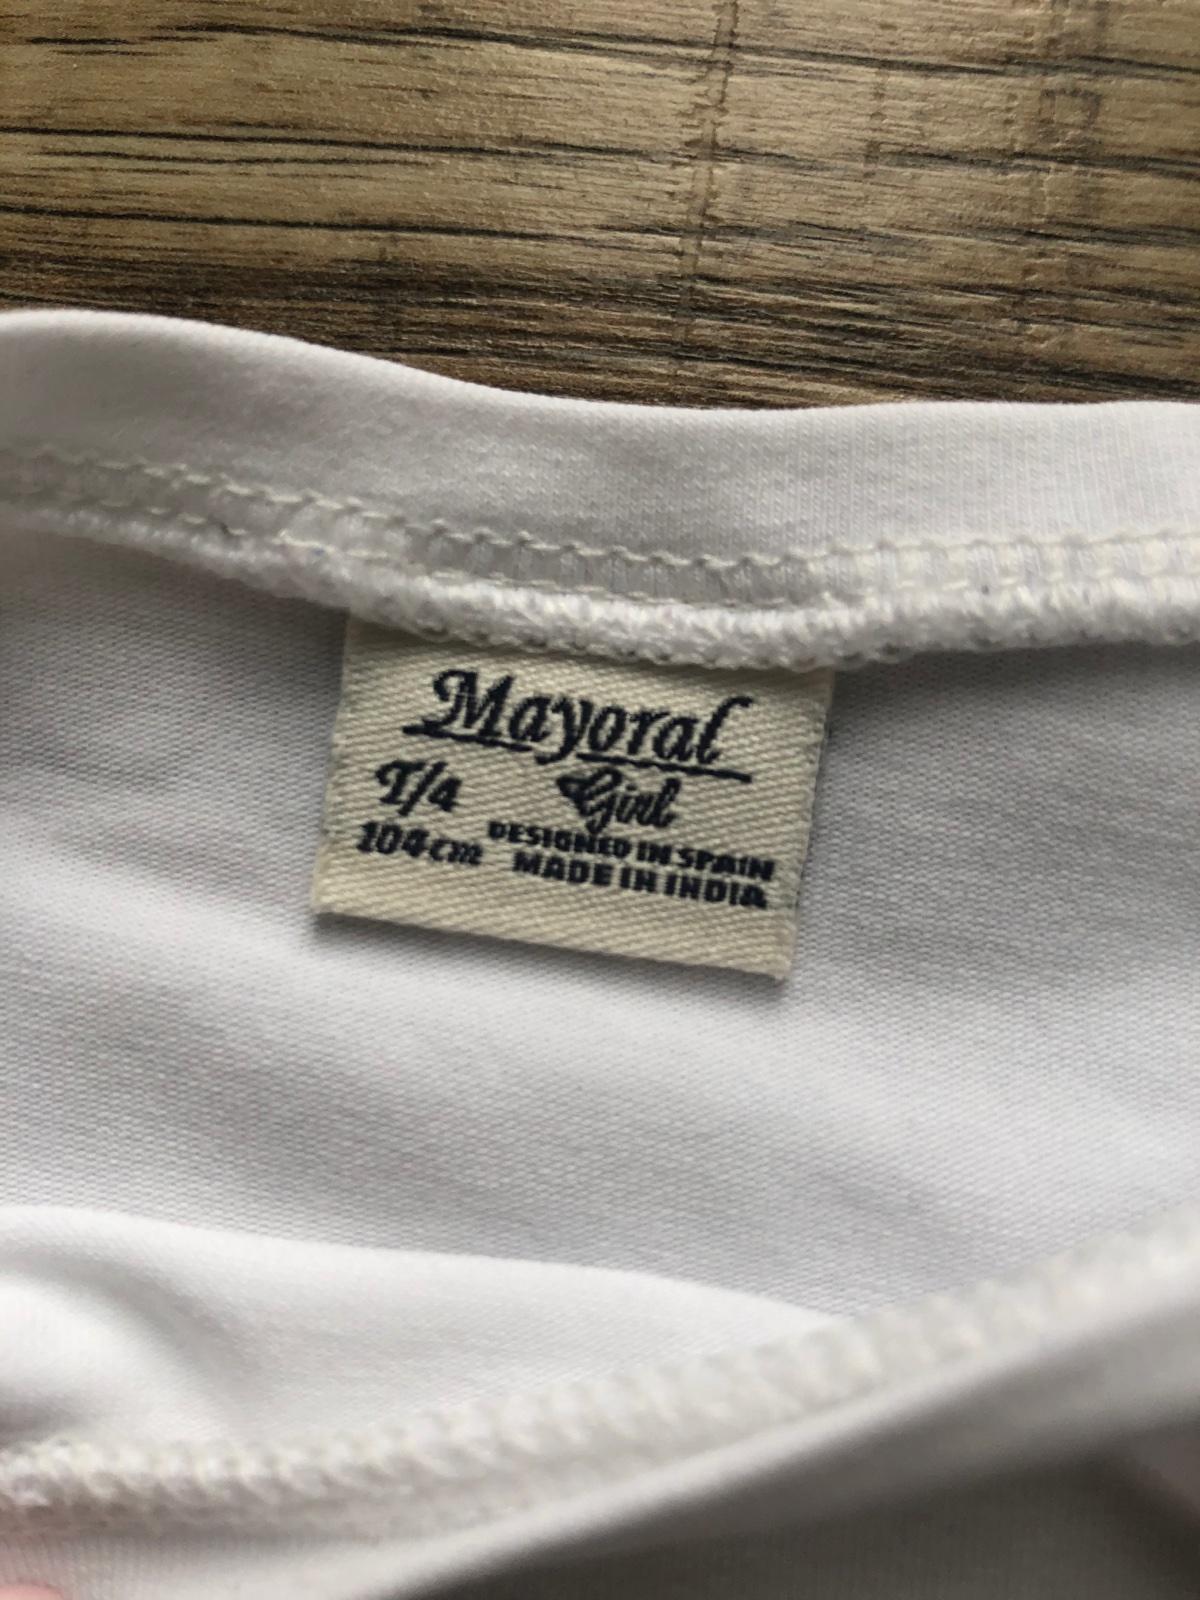 Mayoral
T/4 Girl
104cm DESIGNED IN SPAIN
MADE IN INDIA